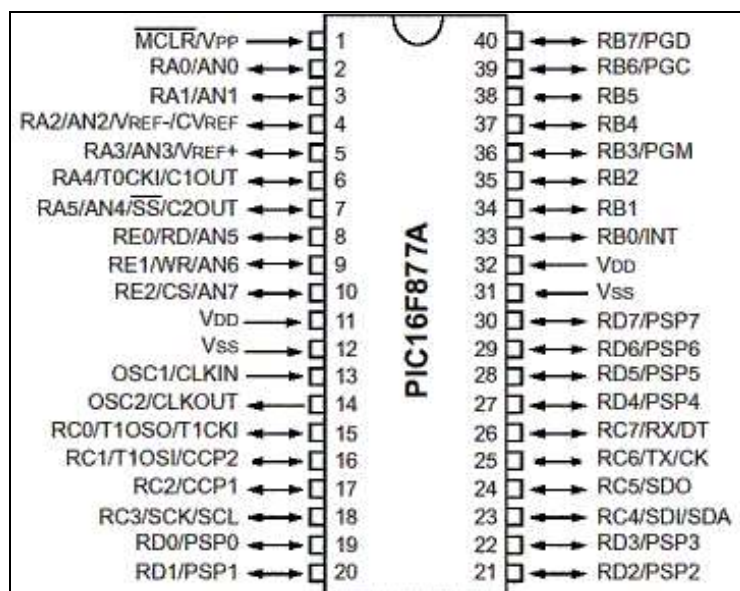 MCLR/VPP 1 40 RB7/PGD
RA0/AN0 2 39 RB6/PGC
RA1/AN1 3 38 RB5
RA2/AN2/VREF-/CVREF 4 37 RB4
RA3/AN3/VREF+ 5 36 RB3/PGM
RA4/T0CKI/C1OUT 6 35 RB2
RA5/AN4/SS/C2OUT 7 34 RB1
RE0/RD/AN5 8 33 RB0/INT
RE1/WR/AN6 9 32 VDD
RE2/CS/AN7 10 31 VSS
VDD 11 30 RD7/PSP7
VSS 12 29 RD6/PSP6
OSC1/CLKIN 13 28 RD5/PSP5
OSC2/CLKOUT 14 27 RD4/PSP4
RC0/T1OSO/T1CKI 15 26 RC7/RX/DT
RC1/T1OSI/CCP2 16 25 RC6/TX/CK
RC2/CCP1 17 24 RC5/SDO
RC3/SCK/SCL 18 23 RC4/SDI/SDA
RD0/PSP0 19 22 RD3/PSP3
RD1/PSP1 20 21 RD2/PSP2
PIC16F877A